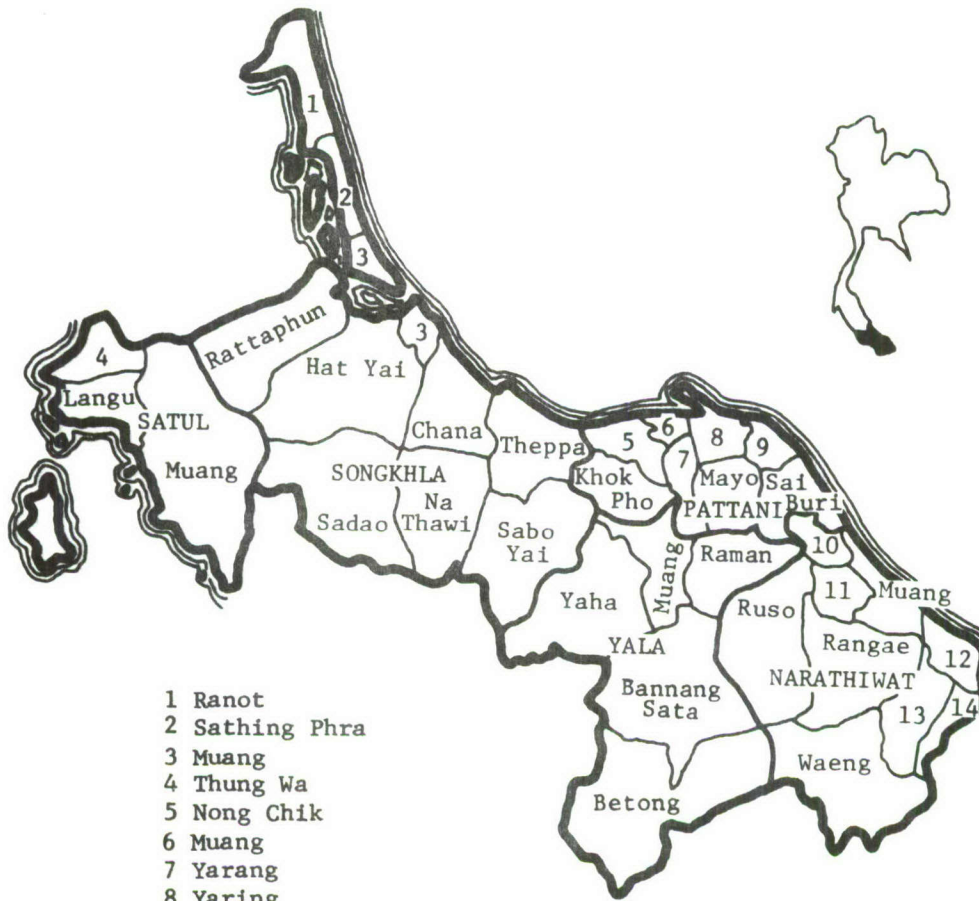 1
2
3
Rattaphun
3
4
Hat Yai
Langu
SATUL
Chana
Theppa
5
6
7
8
9
Muang
SONGKHLA
Khok
Pho
Mayo
Sai
Buri
PATTANI
Na
Thawi
Sadao
Sabo
Yai
Muang
Raman
10
11
Muang
Yaha
Ruso
Rangae
12
YALA
NARATHIWAT
Bannang
Sata
13
14
Waeng
Betong
1 Ranot
2 Sathing Phra
3 Muang
4 Thung Wa
5 Nong Chik
6 Muang
7 Yarang
8 Yaring